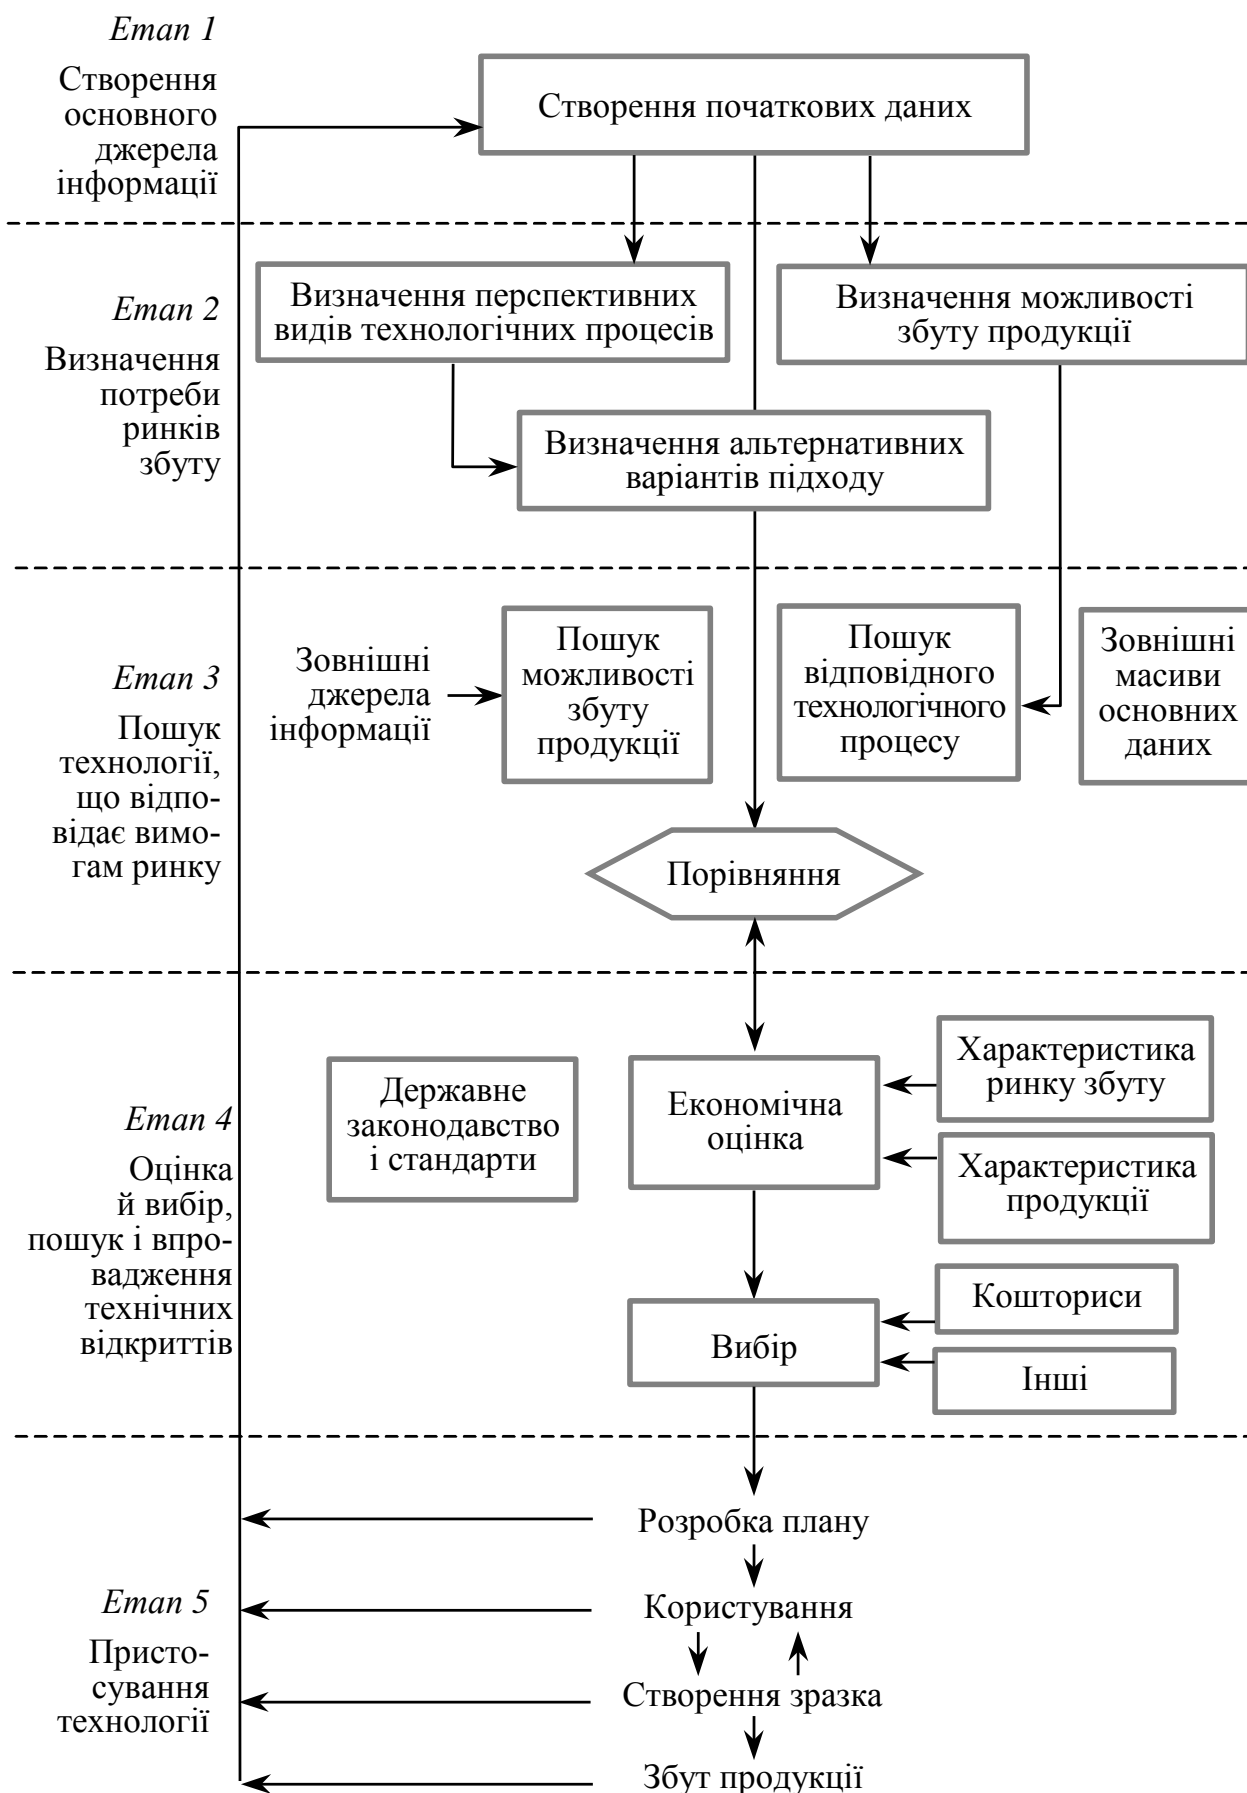 Етап 1
Створення
основного
джерела
інформації
Створення початкових даних
Етап 2
Визначення
потреби
ринків
збуту
Визначення перспективних
видів технологічних процесів
Визначення можливості
збуту продукції
Визначення альтернативних
варіантів підходу
Етап 3
Пошук
технології,
що відпо-
відає вимо-
гам ринку
Зовнішні
джерела
інформації
Пошук
можливості
збуту
продукції
Пошук
відповідного
технологічного
процесу
Зовнішні
масиви
основних
даних
Порівняння
Етап 4
Оцінка
й вибір,
пошук і впро-
вадження
технічних
відкриттів
Державне
законодавство
і стандарти
Економічна
оцінка
Характеристика
ринку збуту
Характеристика
продукції
Вибір
Кошториси
Інші
Етап 5
Присто-
сування
технології
Розробка плану
Користування
Створення зразка
Збут продукції